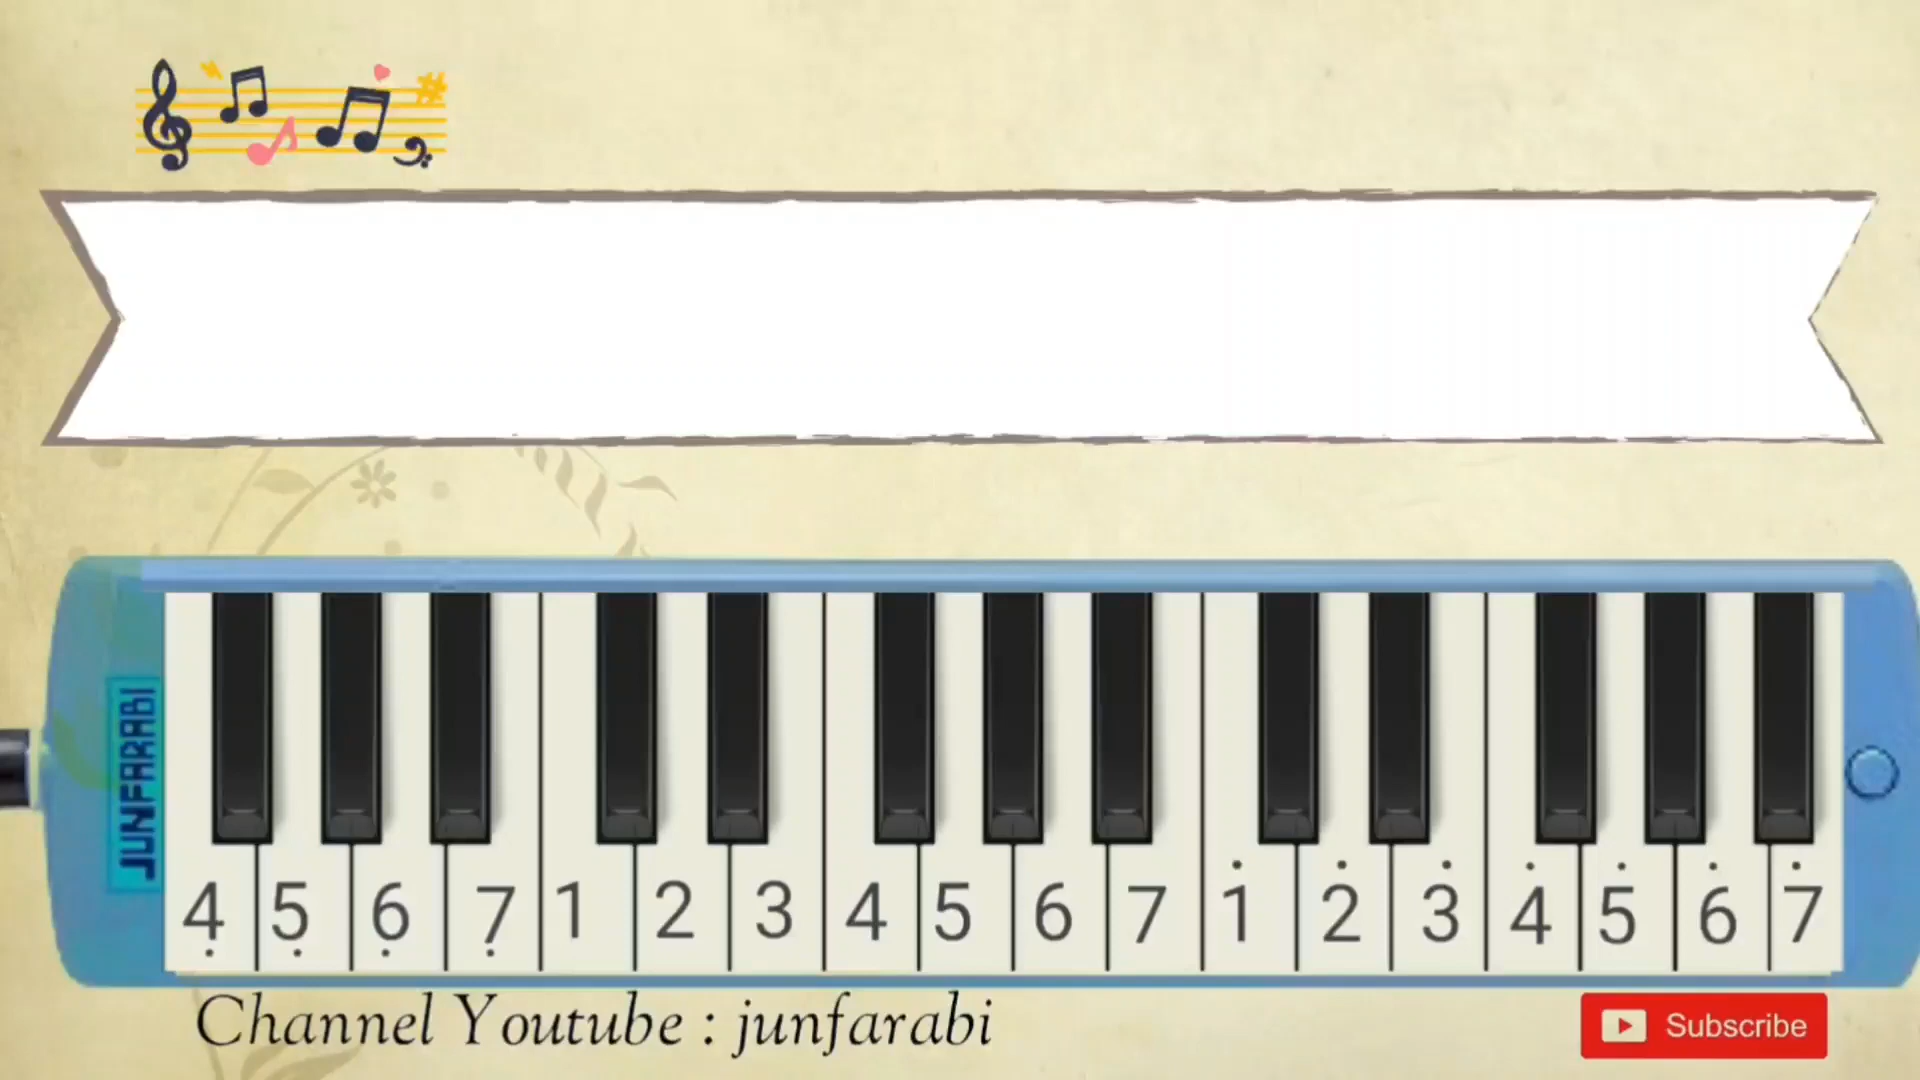 JUNFARABI
4̣ 5̣ 6̣ 7̣ 1 2 3 4 5 6 7 1̇ 2̇ 3̇ 4̇ 5̇ 6̇ 7̇
Channel Youtube : junfarabi
Subscribe